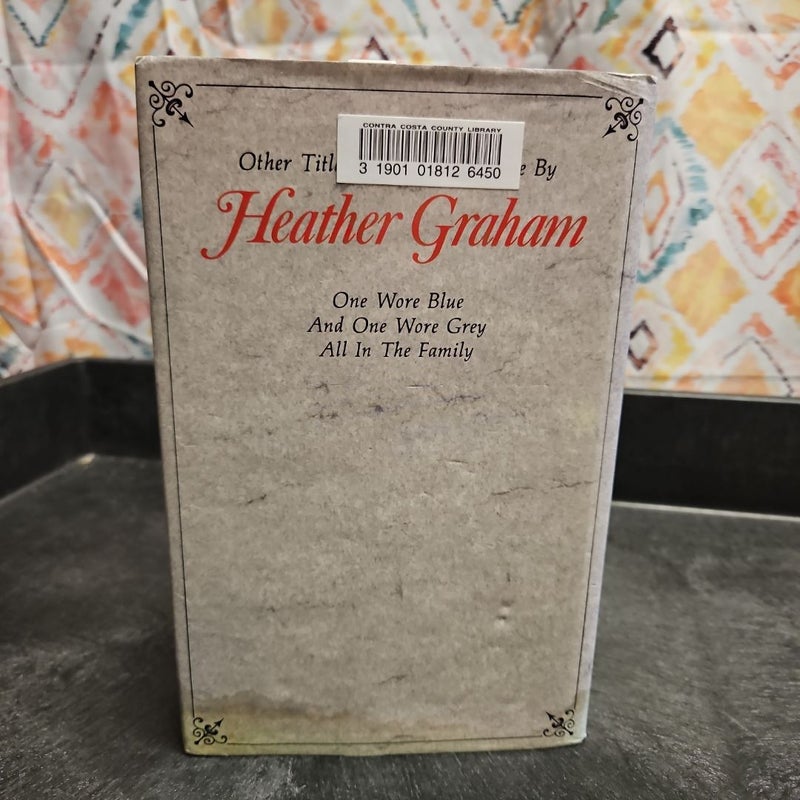 CONTRA COSTA COUNTY LIBRARY
3 1901 01812 6450
Other By
Heather Graham
One Wore Blue
And One Wore Grey
All In The Family